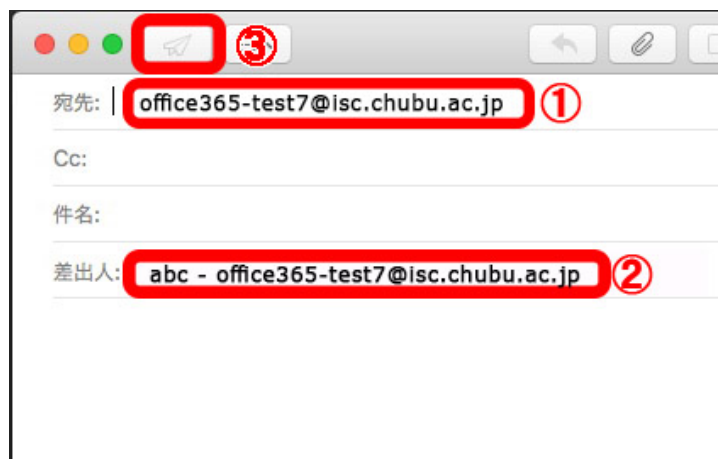 ③
宛先: office365-test7@isc.chubu.ac.jp ①
Cc:
件名:
差出人: abc - office365-test7@isc.chubu.ac.jp ②